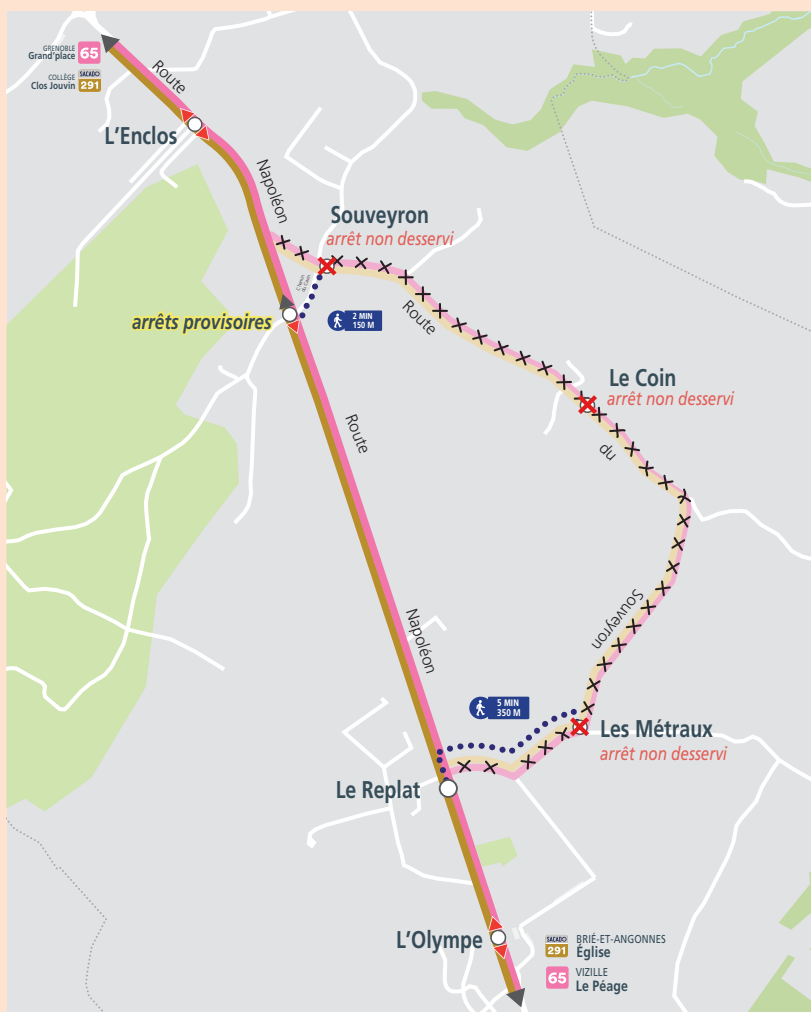 GRENOBLE
Grand'place
65
COLLÈGE
Clos Jouvin
SACADO
291
Route
L'Enclos
Napoléon
Souveyron
arrêt non desservi
arrêts provisoires
2 MIN
150 M
Route
Le Coin
arrêt non desservi
Route
du
Napoléon
Souveyron
5 MIN
350 M
Les Métraux
arrêt non desservi
Le Replat
L'Olympe
SACADO
291
BRIÉ-ET-ANGONNES
Église
65
VIZILLE
Le Péage